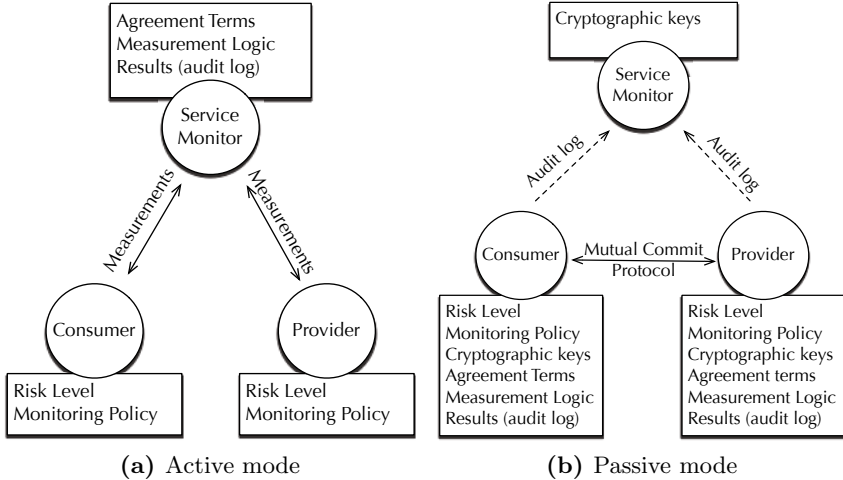 Agreement Terms
Measurement Logic
Results (audit log)
Service
Monitor
Measurements
Measurements
Consumer
Risk Level
Monitoring Policy
Provider
Risk Level
Monitoring Policy
(a) Active mode
Cryptographic keys
Service
Monitor
Audit log
Audit log
Consumer
Mutual Commit
Protocol
Provider
Risk Level
Monitoring Policy
Cryptographic keys
Agreement Terms
Measurement Logic
Results (audit log)
Risk Level
Monitoring Policy
Cryptographic keys
Agreement terms
Measurement Logic
Results (audit log)
(b) Passive mode